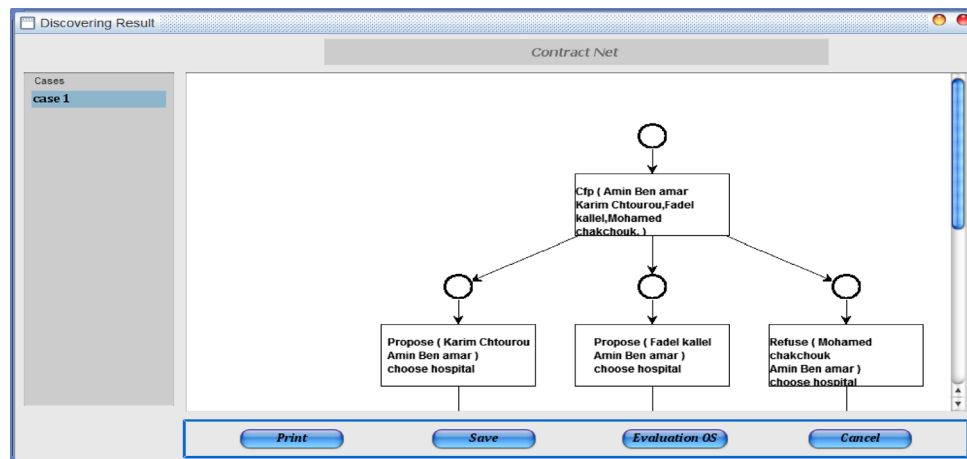 Discovering Result
Contract Net
Cases
case 1
Cfp ( Amin Ben amar
Karim Chtourou,Fadel
kallel,Mohamed
chakchouk. )
Propose ( Karim Chtourou
Amin Ben amar )
choose hospital
Propose ( Fadel kallel
Amin Ben amar )
choose hospital
Refuse ( Mohamed
chakchouk
Amin Ben amar )
choose hospital
Print
Save
Evaluation OS
Cancel